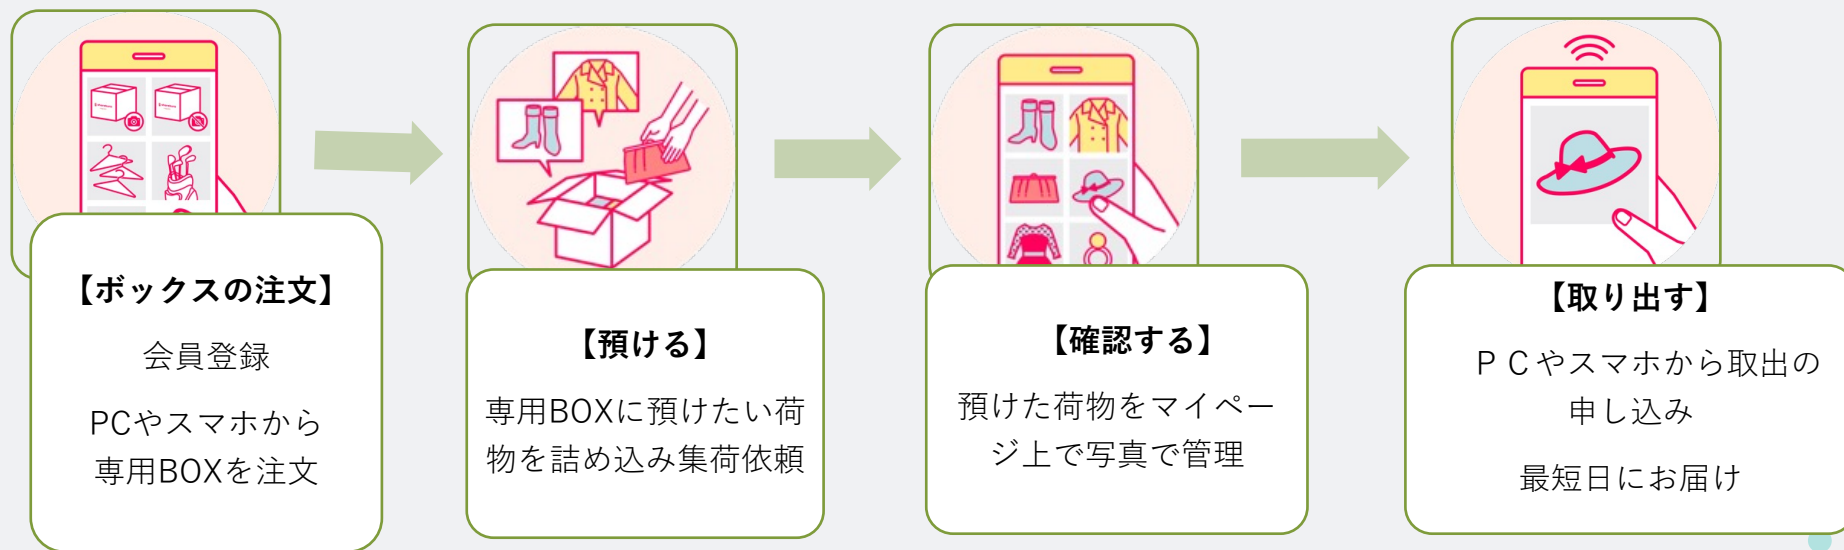 【ボックスの注文】
会員登録
PCやスマホから
専用BOXを注文
【預ける】
専用BOXに預けたい荷
物を詰め込み集荷依頼
【確認する】
預けた荷物をマイペー
ジ上で写真で管理
【取り出す】
ＰＣやスマホから取出の
申し込み
最短日にお届け